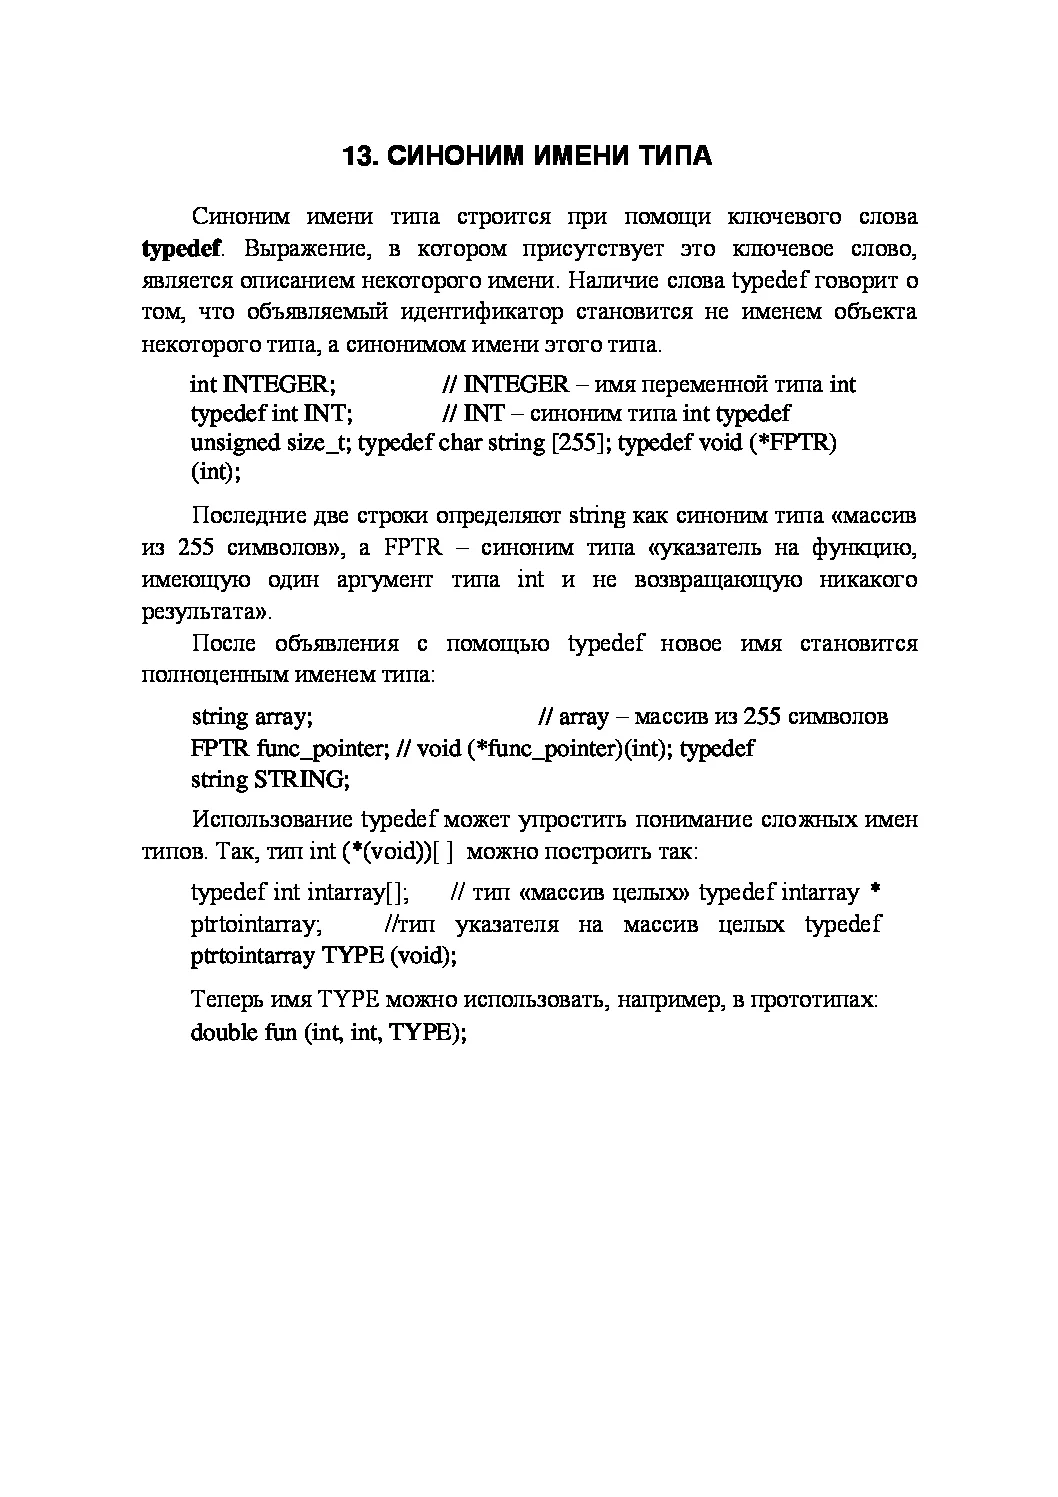 13. СИНОНИМ ИМЕНИ ТИПА
Синоним имени типа строится при помощи ключевого слова
typedef. Выражение, в котором присутствует это ключевое слово,
является описанием некоторого имени. Наличие слова typedef говорит о
том, что объявляемый идентификатор становится не именем объекта
некоторого типа, а синонимом имени этого типа.
int INTEGER; // INTEGER – имя переменной типа int
typedef int INT; // INT – синоним типа int typedef
unsigned size_t; typedef char string [255]; typedef void (*FPTR)
(int);
Последние две строки определяют string как синоним типа «массив
из 255 символов», а FPTR – синоним типа «указатель на функцию,
имеющую один аргумент типа int и не возвращающую никакого
результата».
После объявления с помощью typedef новое имя становится
полноценным именем типа:
string array; // array – массив из 255 символов
FPTR func_pointer; // void (*func_pointer)(int); typedef
string STRING;
Использование typedef может упростить понимание сложных имен
типов. Так, тип int (*(void))[ ] можно построить так:
typedef int intarray[]; // тип «массив целых» typedef intarray *
ptrtointarray; //тип указателя на массив целых typedef
ptrtointarray TYPE (void);
Теперь имя TYPE можно использовать, например, в прототипах:
double fun (int, int, TYPE);